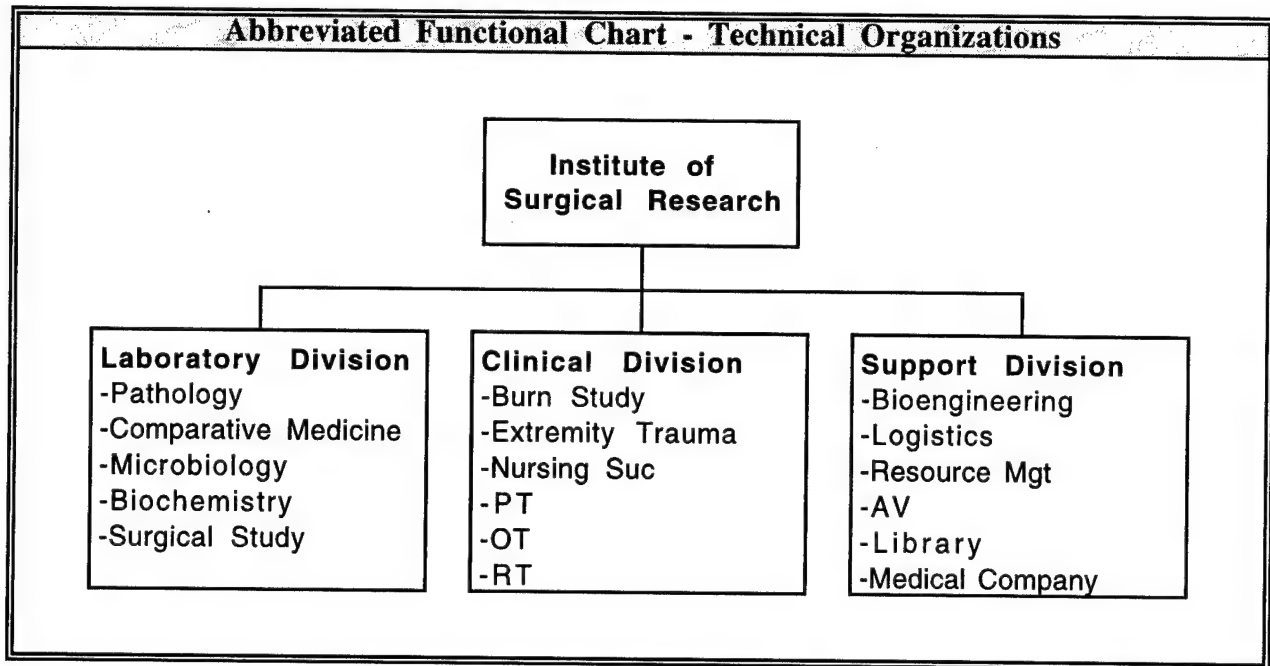 Abbreviated Functional Chart - Technical Organizations
Institute of
Surgical Research
Laboratory Division
-Pathology
-Comparative Medicine
-Microbiology
-Biochemistry
-Surgical Study
Clinical Division
-Burn Study
-Extremity Trauma
-Nursing Suc
-PT
-OT
-RT
Support Division
-Bioengineering
-Logistics
-Resource Mgt
-AV
-Library
-Medical Company